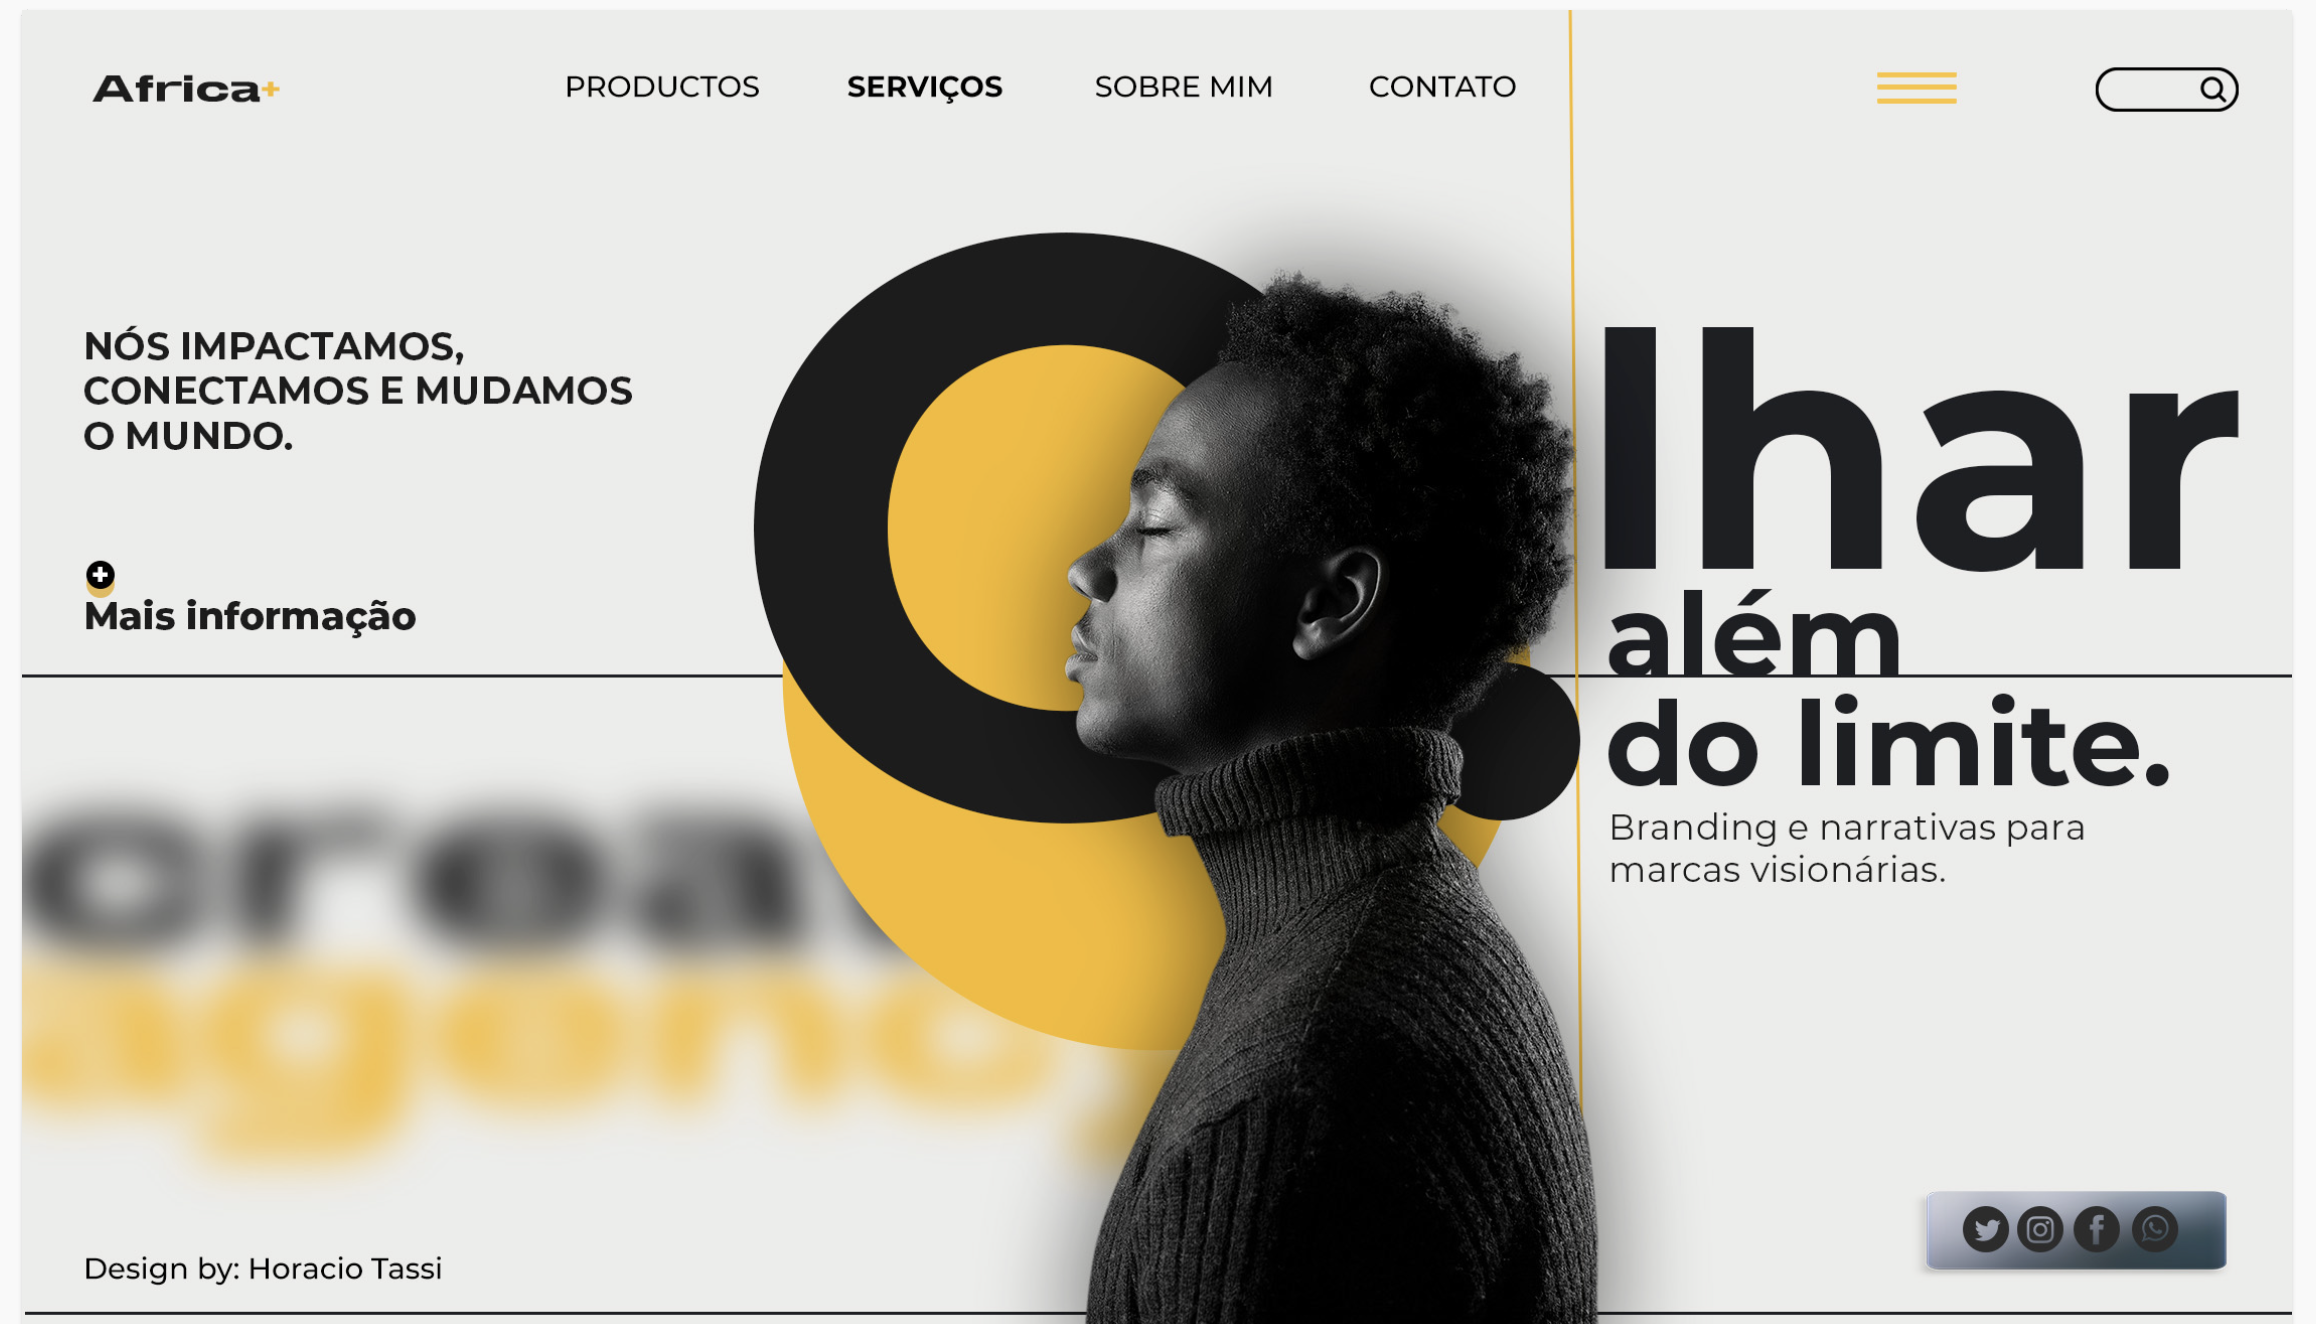 Africa+
PRODUCTOS
SERVIÇOS
SOBRE MIM
CONTATO
NÓS IMPACTAMOS,
CONECTAMOS E MUDAMOS
O MUNDO.
Mais informação
Olhar
além
do limite.
Branding e narrativas para
marcas visionárias.
Design by: Horacio Tassi